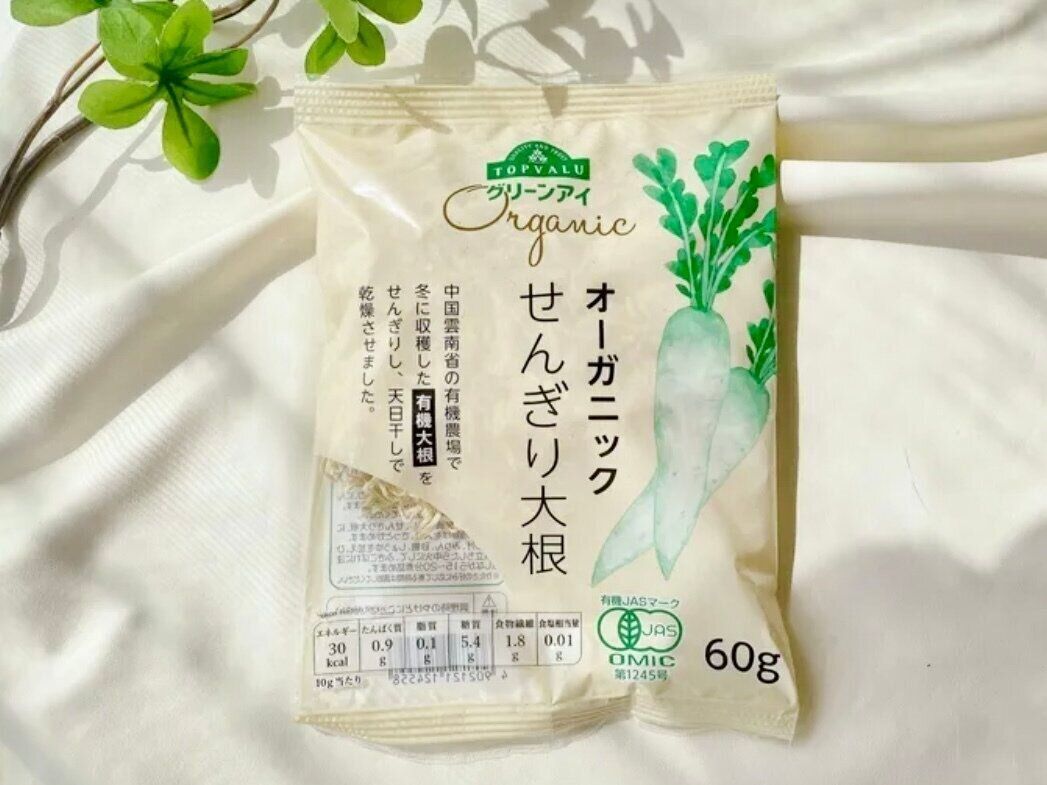 QUALITY AND TRUST
TOPVALU
グリーンアイ
Organic
オーガニック
せんぎり大根
中国雲南省の有機農場で
冬に収穫した有機大根を
せんぎりし、天日干しで
乾燥させました。
エネルギー たんぱく質 脂質 糖質 食物繊維 食塩相当量
30 kcal 0.9 g 0.1 g 5.4 g 1.8 g 0.01 g
10g当たり
4902121124558
有機JASマーク
JAS
OMIC
第1245号
60g